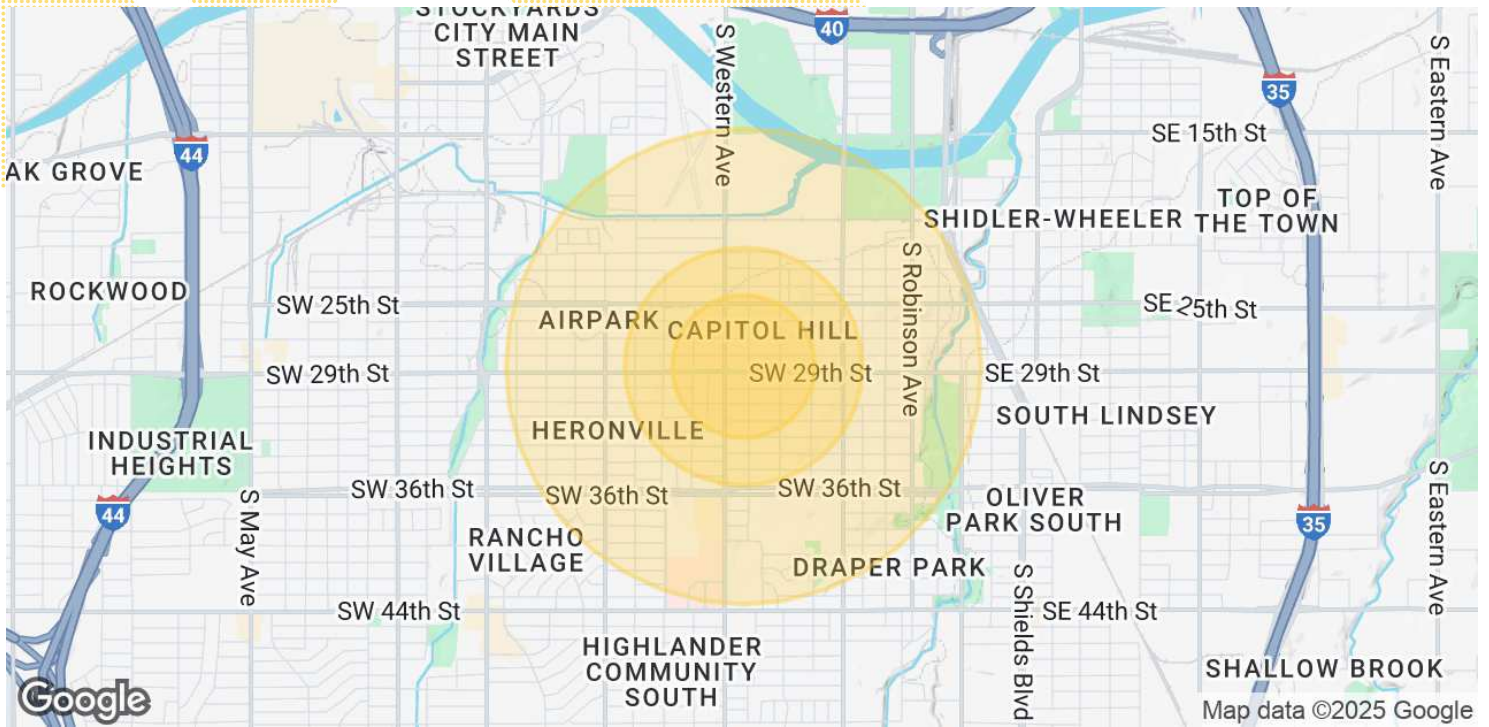 STOCKYARDS
CITY MAIN
STREET
40
S Western Ave
35
S Eastern Ave
44
SE 15th St
AK GROVE
TOP OF
THE TOWN
SHIDLER-WHEELER
S Robinson Ave
ROCKWOOD
SW 25th St
SE 25th St
AIRPARK
CAPITOL HILL
SW 29th St
SW 29th St
SE 29th St
SOUTH LINDSEY
HERONVILLE
INDUSTRIAL
HEIGHTS
SW 36th St
SW 36th St
SW 36th St
OLIVER
PARK SOUTH
44
S May Ave
35
S Eastern Ave
RANCHO
VILLAGE
DRAPER PARK
S Shields Blvd
SW 44th St
SE 44th St
HIGHLANDER
COMMUNITY
SOUTH
SHALLOW BROOK
Google
Map data ©2025 Google